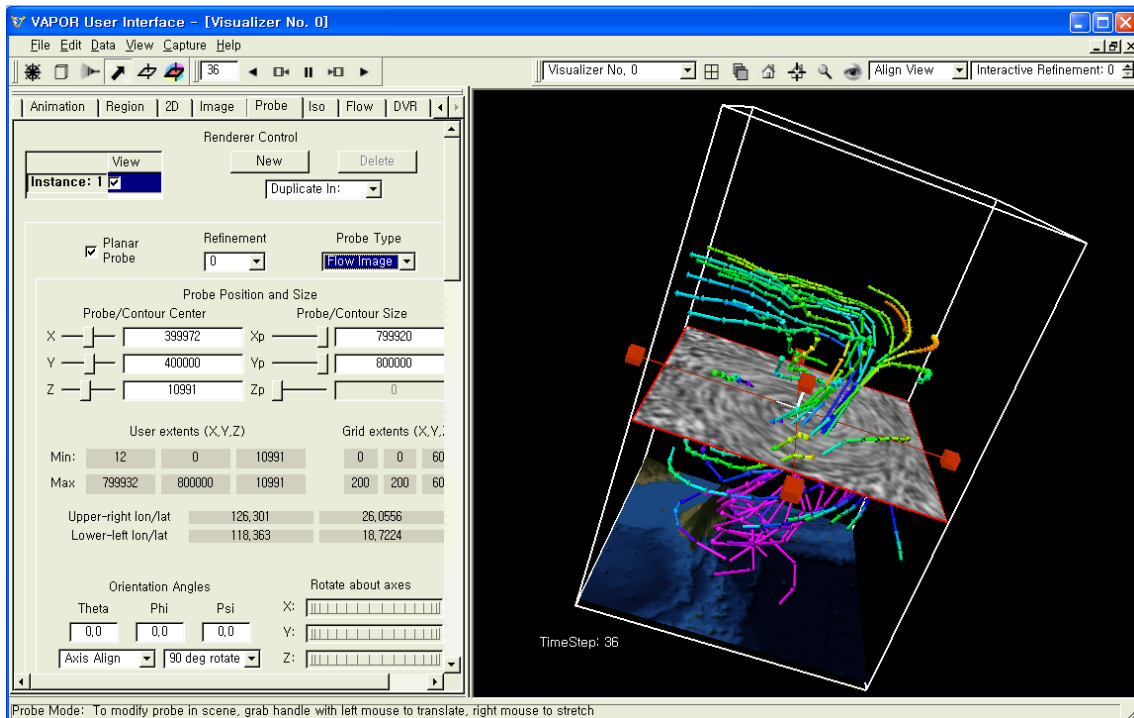 VAPOR User Interface - [Visualizer No. 0]
File Edit Data View Capture Help
36 Visualizer No. 0 Align View Interactive Refinement: 0
Animation Region 2D Image Probe Iso Flow DVR
Renderer Control
View New Delete
Instance: 1
Duplicate In:
Planar Probe Refinement Probe Type
0 Flow Image
Probe Position and Size
Probe/Contour Center Probe/Contour Size
X 399972 Xp 799920
Y 400000 Yp 800000
Z 10991 Zp 0
User extents (X,Y,Z) Grid extents (X,Y,Z
Min: 12 0 10991 0 0 60
Max 799932 800000 10991 200 200 60
Upper-right lon/lat 126,301 26,0556
Lower-left lon/lat 118,363 18,7224
Orientation Angles Rotate about axes
Theta Phi Psi X:
0,0 0,0 0,0 Y:
Axis Align 90 deg rotate Z:
TimeStep: 36
Probe Mode: To modify probe in scene, grab handle with left mouse to translate, right mouse to stretch